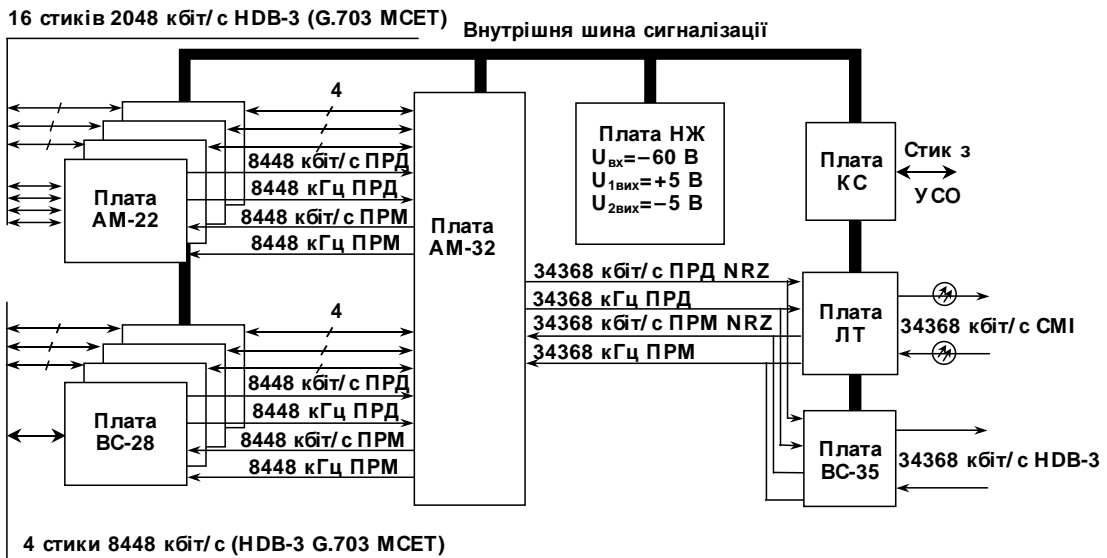 16 стиків 2048 кбіт/с HDB-3 (G.703 МСЕТ)
Внутрішня шина сигналізації
4
8448 кбіт/с ПРД
8448 кГц ПРД
8448 кбіт/с ПРМ
8448 кГц ПРМ
Плата
АМ-22
Плата
АМ-32
Плата НЖ
Uвх=–60 В
U1вих=+5 В
U2вих=–5 В
Плата
КС
Стик з
УСО
34368 кбіт/с ПРД NRZ
34368 кГц ПРД
34368 кбіт/с ПРМ NRZ
34368 кГц ПРМ
Плата
ЛТ
34368 кбіт/с CMI
4
8448 кбіт/с ПРД
8448 кГц ПРД
8448 кбіт/с ПРМ
8448 кГц ПРМ
Плата
ВС-28
Плата
ВС-35
34368 кбіт/с HDB-3
4 стики 8448 кбіт/с (HDB-3 G.703 МСЕТ)